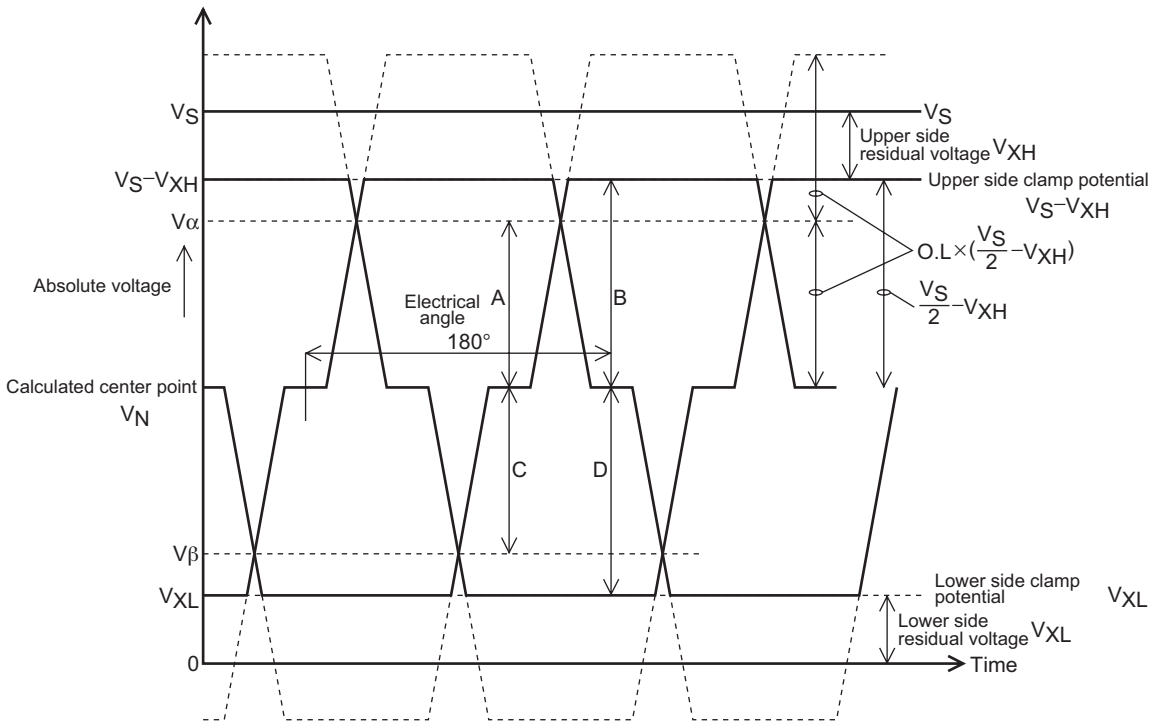 VS
VS
Upper side
residual voltage VXH
VS–VXH
Upper side clamp potential
VS–VXH
Vα
O.L×(VS/2–VXH)
Absolute voltage
Electrical
angle
180°
A
B
VS/2–VXH
Calculated center point
VN
C
D
Vβ
VXL
Lower side clamp
potential
VXL
Lower side
residual voltage VXL
0
Time